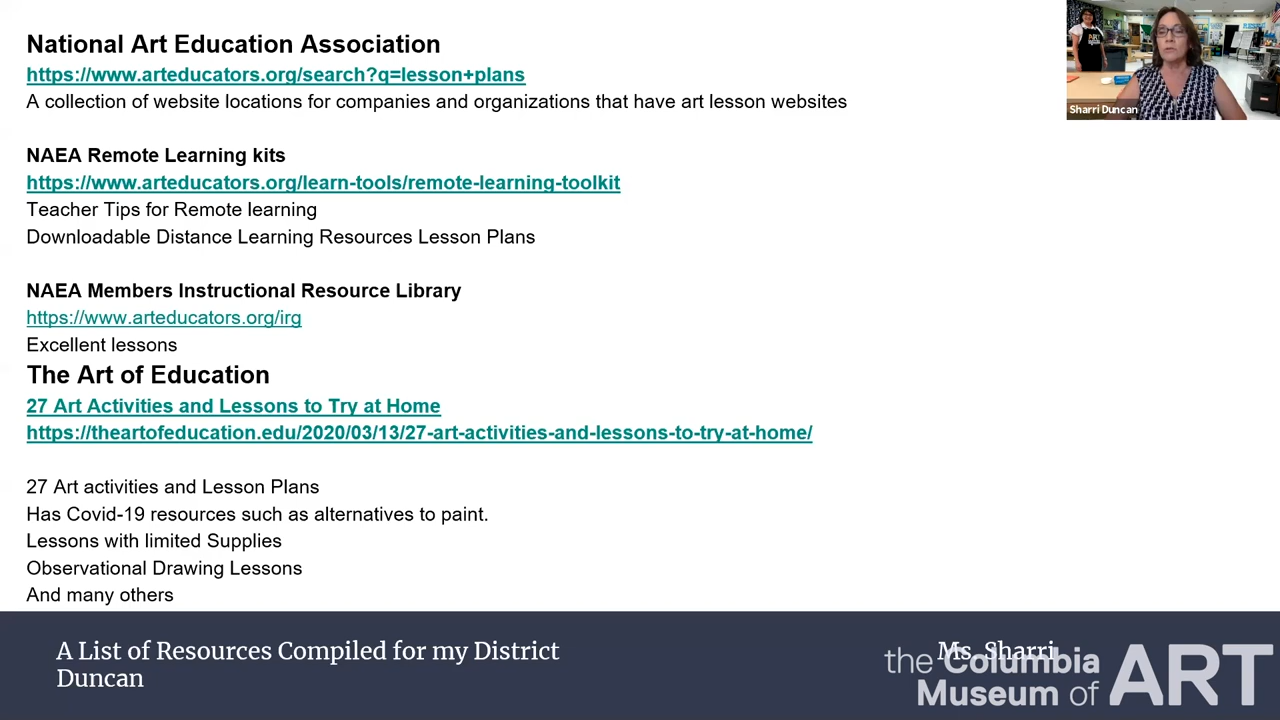 National Art Education Association
https://www.arteducators.org/search?q=lesson+plans
A collection of website locations for companies and organizations that have art lesson websites
NAEA Remote Learning kits
https://www.arteducators.org/learn-tools/remote-learning-toolkit
Teacher Tips for Remote learning
Downloadable Distance Learning Resources Lesson Plans
NAEA Members Instructional Resource Library
https://www.arteducators.org/irg
Excellent lessons
The Art of Education
27 Art Activities and Lessons to Try at Home
https://theartofeducation.edu/2020/03/13/27-art-activities-and-lessons-to-try-at-home/
27 Art activities and Lesson Plans
Has Covid-19 resources such as alternatives to paint.
Lessons with limited Supplies
Observational Drawing Lessons
And many others
Sharri Duncan
ART
A List of Resources Compiled for my District
Ms. Sharri
Duncan
the Columbia
Museum of ART